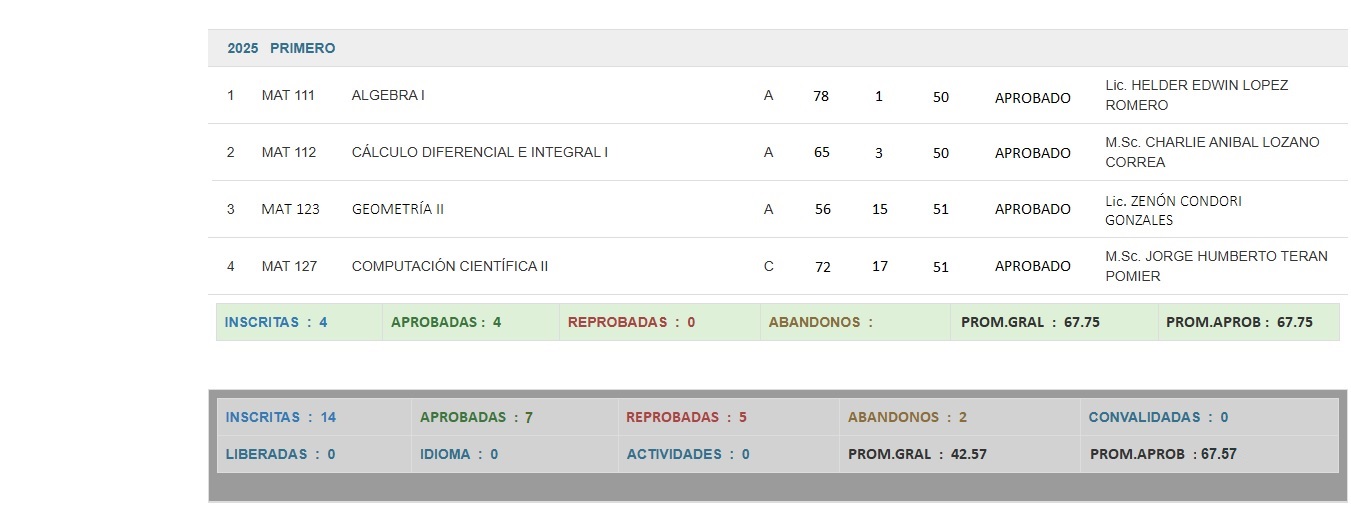 2025 PRIMERO
1 MAT 111 ALGEBRA I A 78 1 50 APROBADO Lic. HELDER EDWIN LOPEZ
ROMERO
2 MAT 112 CÁLCULO DIFERENCIAL E INTEGRAL I A 65 3 50 APROBADO M.Sc. CHARLIE ANIBAL LOZANO
CORREA
3 MAT 123 GEOMETRÍA II A 56 15 51 APROBADO Lic. ZENÓN CONDORI
GONZALES
4 MAT 127 COMPUTACIÓN CIENTÍFICA II C 72 17 51 APROBADO M.Sc. JORGE HUMBERTO TERAN
POMIER
INSCRITAS : 4 APROBADAS : 4 REPROBADAS : 0 ABANDONOS : PROM.GRAL : 67.75 PROM.APROB : 67.75
INSCRITAS : 14 APROBADAS : 7 REPROBADAS : 5 ABANDONOS : 2 CONVALIDADAS : 0
LIBERADAS : 0 IDIOMA : 0 ACTIVIDADES : 0 PROM.GRAL : 42.57 PROM.APROB : 67.57